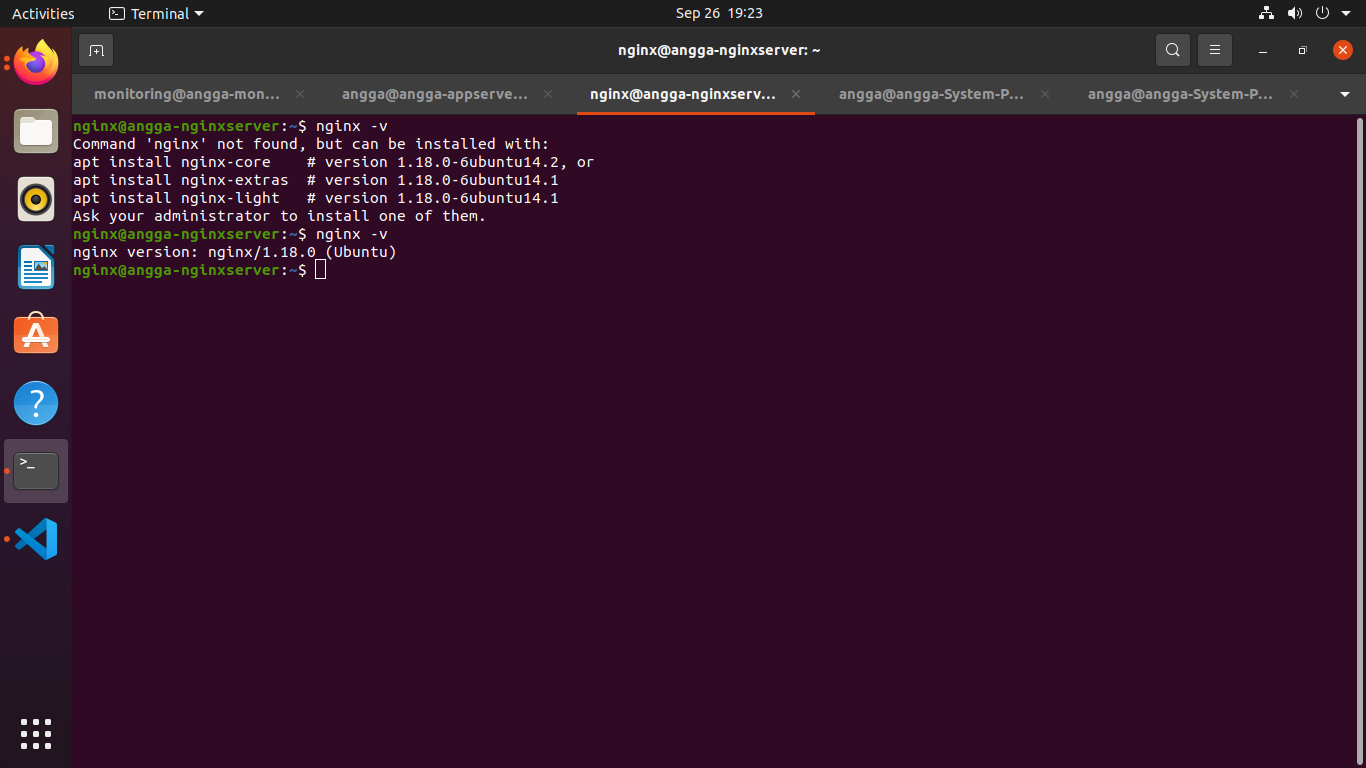 Activities
Terminal
Sep 26 19:23
nginx@angga-nginxserver: ~
monitoring@angga-mon...
angga@angga-appserve...
nginx@angga-nginxserv...
angga@angga-System-P...
angga@angga-System-P...
nginx@angga-nginxserver:~$ nginx -v
Command 'nginx' not found, but can be installed with:
apt install nginx-core    # version 1.18.0-6ubuntu14.2, or
apt install nginx-extras  # version 1.18.0-6ubuntu14.1
apt install nginx-light   # version 1.18.0-6ubuntu14.1
Ask your administrator to install one of them.
nginx@angga-nginxserver:~$ nginx -v
nginx version: nginx/1.18.0 (Ubuntu)
nginx@angga-nginxserver:~$